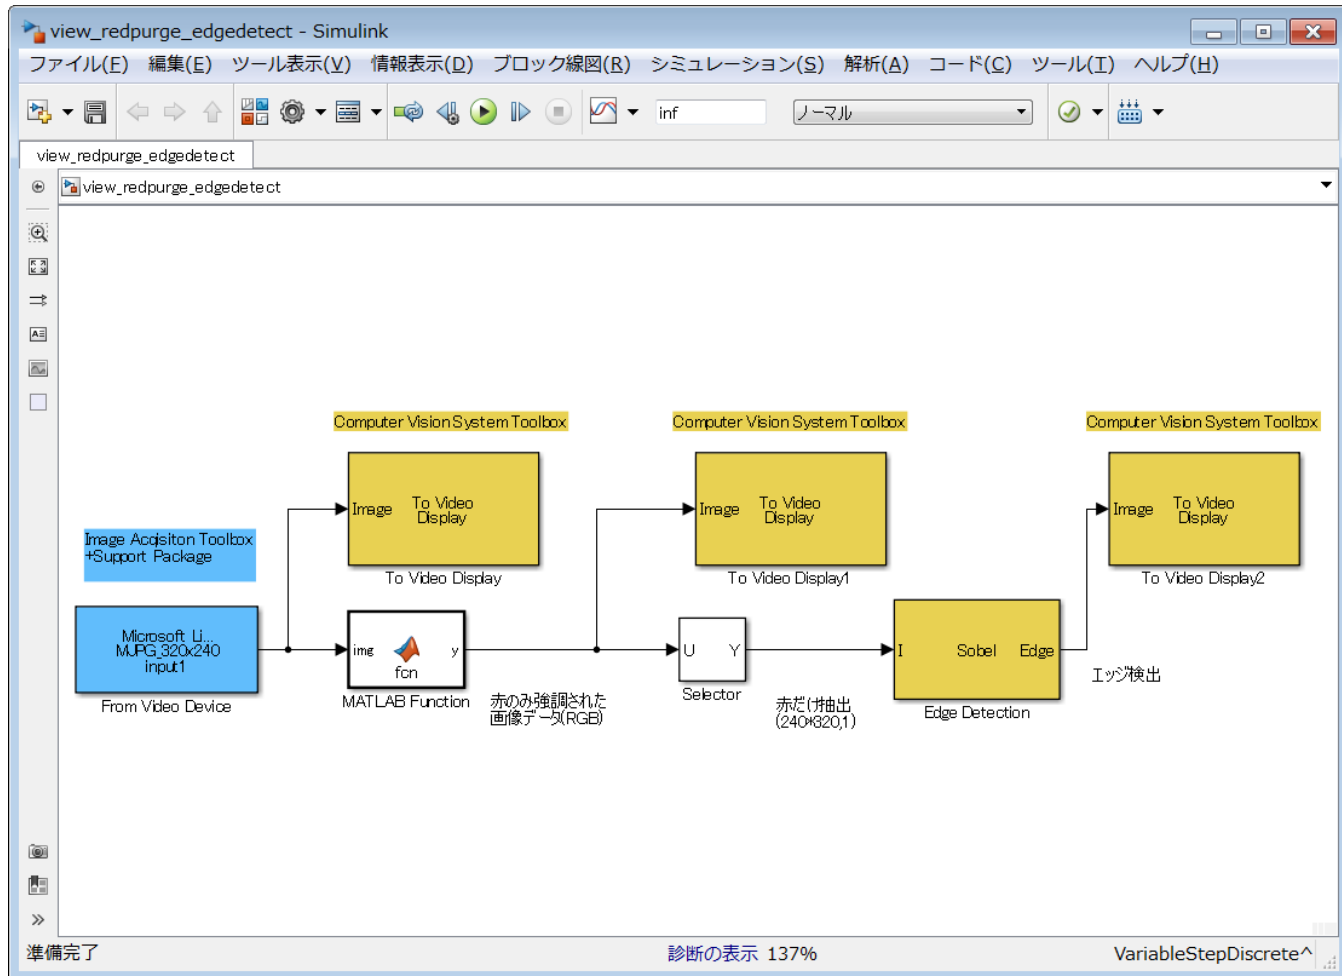 view_redpurge_edgedetect - Simulink
ファイル(F) 編集(E) ツール表示(V) 情報表示(D) ブロック線図(R) シミュレーション(S) 解析(A) コード(C) ツール(T) ヘルプ(H)
inf ノーマル
view_redpurge_edgedetect
view_redpurge_edgedetect
Computer Vision System Toolbox Computer Vision System Toolbox Computer Vision System Toolbox
Image To Video
Display
To Video Display
Image To Video
Display
To Video Display1
Image To Video
Display
To Video Display2
Image Acqisiton Toolbox
+Support Package
Microsoft Li...
MJPG_320x240
input1
From Video Device
img fcn y
MATLAB Function
赤のみ強調された
画像データ(RGB)
U Y
Selector
赤だけ抽出
(240*320,1)
I Sobel Edge
Edge Detection
エッジ検出
準備完了 診断の表示 137% VariableStepDiscrete^